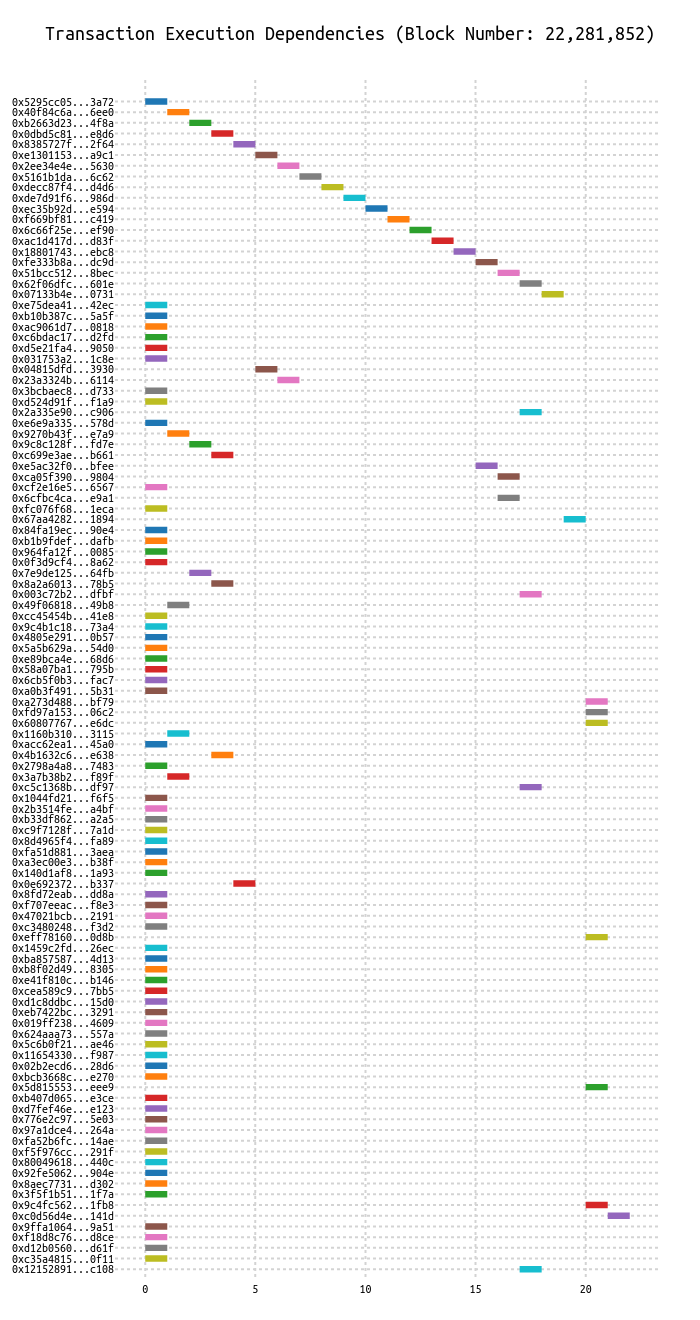 Transaction Execution Dependencies (Block Number: 22,281,852)
0x5295cc05...3a72
0x40f84c6a...6ee0
0xb2663d23...4f8a
0x0dbd5c81...e8d6
0x8385727f...2f64
0xe1301153...a9c1
0x2ee34e4e...5630
0x5161b1da...6c62
0xdecc87f4...d4d6
0xde7d91f6...986d
0xec35b92d...e594
0xf669bf81...c419
0x6c66f25e...ef90
0xac1d417d...d83f
0x18801743...ebc8
0xfe333b8a...dc9d
0x51bcc512...8bec
0x62f06dfc...601e
0x07133b4e...0731
0xe75dea41...42ec
0xb10b387c...5a5f
0xac9061d7...0818
0xc6bdac17...d2fd
0xd5e21fa4...9050
0x031753a2...1c8e
0x04815dfd...3930
0x23a3324b...6114
0x3bcbaec8...d733
0xd524d91f...f1a9
0x2a335e90...c906
0xe6e9a335...578d
0x9270b43f...e7a9
0x9c8c128f...fd7e
0xc699e3ae...b661
0xe5ac32f0...bfee
0xca05f390...9804
0xcf2e16e5...6567
0x6cfbc4ca...e9a1
0xfc076f68...1eca
0x67aa4282...1894
0x84fa19ec...90e4
0xb1b9fdef...dafb
0x964fa12f...0085
0x0f3d9cf4...8a62
0x7e9de125...64fb
0x8a2a6013...78b5
0x003c72b2...dfbf
0x49f06818...49b8
0xcc45454b...41e8
0x9c4b1c18...73a4
0x4805e291...0b57
0x5a5b629a...54d0
0xe89bca4e...68d6
0x58a07ba1...795b
0x6cb5f0b3...fac7
0xa0b3f491...5b31
0xa273d488...bf79
0xfd97a153...06c2
0x60807767...e6dc
0x1160b310...3115
0xacc62ea1...45a0
0x4b1632c6...e638
0x2798a4a8...7483
0x3a7b38b2...f89f
0xc5c1368b...df97
0x1044fd21...f6f5
0x2b3514fe...a4bf
0xb33df862...a2a5
0xc9f7128f...7a1d
0x8d4965f4...fa89
0xfa51d881...3aea
0xa3ec00e3...b38f
0x140d1af8...1a93
0x0e692372...b337
0x8fd72eab...dd8a
0xf707eeac...f8e3
0x47021bcb...2191
0xc3480248...f3d2
0xeff78160...0d8b
0x1459c2fd...26ec
0xba857587...4d13
0xb8f02d49...8305
0xe41f810c...b146
0xcea589c9...7bb5
0xd1c8ddbc...15d0
0xeb7422bc...3291
0x019ff238...4609
0x624aaa73...557a
0x5c6b0f21...ae46
0x11654330...f987
0x02b2ecd6...28d6
0xbcb3668c...e270
0x5d815553...eee9
0xb407d065...e3ce
0xd7fef46e...e123
0x776e2c97...5e03
0x97a1dce4...264a
0xfa52b6fc...14ae
0xf5f976cc...291f
0x80049618...440c
0x92fe5062...904e
0x8aec7731...d302
0x3f5f1b51...1f7a
0x9c4fc562...1fb8
0xc0d56d4e...141d
0x9ffa1064...9a51
0xf18d8c76...d8ce
0xd12b0560...d61f
0xc35a4815...0f11
0x12152891...c108
0 5 10 15 20